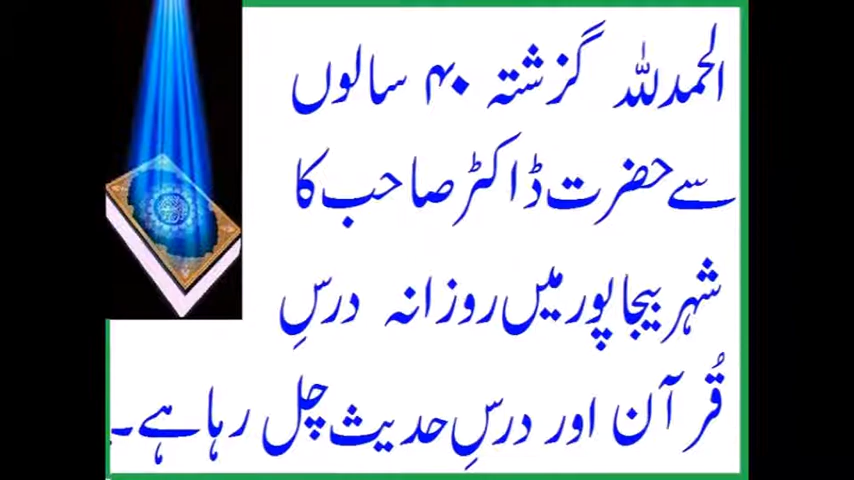 الحمدللہ گزشتہ ۴۰ سالوں
سے حضرت ڈاکٹر صاحب کا
شہر بیجاپور میں روزانہ درسِ
قُرآن اور درسِ حدیث چل رہا ہے۔